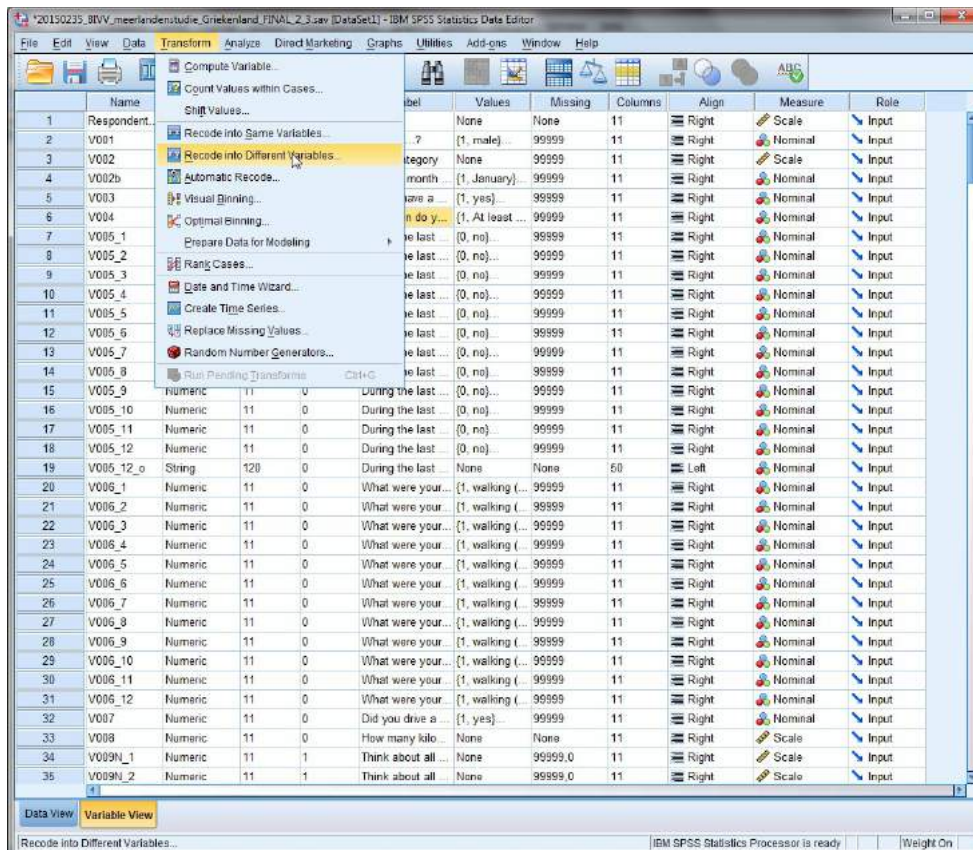 *20150235_BIVV_meerlandenstudie_Griekenland_FINAL_2_3.sav [DataSet1] - IBM SPSS Statistics Data Editor
File Edit View Data Transform Analyze Direct Marketing Graphs Utilities Add-ons Window Help
Compute Variable...
Count Values within Cases...
Shift Values...
Recode into Same Variables...
Recode into Different Variables...
Automatic Recode...
Visual Binning...
Optimal Binning...
Prepare Data for Modeling
Rank Cases...
Date and Time Wizard...
Create Time Series...
Replace Missing Values...
Random Number Generators...
Run Pending Transforms Ctrl+G
Name bel Values Missing Columns Align Measure Role
1 Respondent... None None 11 Right Scale Input
2 V001 ...? {1, male}... 99999 11 Right Nominal Input
3 V002 tegory None 99999 11 Right Scale Input
4 V002b month ... {1, January}... 99999 11 Right Nominal Input
5 V003 ave a ... {1, yes}... 99999 11 Right Nominal Input
6 V004 n do y... {1, At least ... 99999 11 Right Nominal Input
7 V005_1 e last ... {0, no}... 99999 11 Right Nominal Input
8 V005_2 e last ... {0, no}... 99999 11 Right Nominal Input
9 V005_3 e last ... {0, no}... 99999 11 Right Nominal Input
10 V005_4 e last ... {0, no}... 99999 11 Right Nominal Input
11 V005_5 e last ... {0, no}... 99999 11 Right Nominal Input
12 V005_6 e last ... {0, no}... 99999 11 Right Nominal Input
13 V005_7 e last ... {0, no}... 99999 11 Right Nominal Input
14 V005_8 e last ... {0, no}... 99999 11 Right Nominal Input
15 V005_9 Numeric 11 0 During the last ... {0, no}... 99999 11 Right Nominal Input
16 V005_10 Numeric 11 0 During the last ... {0, no}... 99999 11 Right Nominal Input
17 V005_11 Numeric 11 0 During the last ... {0, no}... 99999 11 Right Nominal Input
18 V005_12 Numeric 11 0 During the last ... {0, no}... 99999 11 Right Nominal Input
19 V005_12_o String 120 0 During the last ... None None 50 Left Nominal Input
20 V006_1 Numeric 11 0 What were your... {1, walking (... 99999 11 Right Nominal Input
21 V006_2 Numeric 11 0 What were your... {1, walking (... 99999 11 Right Nominal Input
22 V006_3 Numeric 11 0 What were your... {1, walking (... 99999 11 Right Nominal Input
23 V006_4 Numeric 11 0 What were your... {1, walking (... 99999 11 Right Nominal Input
24 V006_5 Numeric 11 0 What were your... {1, walking (... 99999 11 Right Nominal Input
25 V006_6 Numeric 11 0 What were your... {1, walking (... 99999 11 Right Nominal Input
26 V006_7 Numeric 11 0 What were your... {1, walking (... 99999 11 Right Nominal Input
27 V006_8 Numeric 11 0 What were your... {1, walking (... 99999 11 Right Nominal Input
28 V006_9 Numeric 11 0 What were your... {1, walking (... 99999 11 Right Nominal Input
29 V006_10 Numeric 11 0 What were your... {1, walking (... 99999 11 Right Nominal Input
30 V006_11 Numeric 11 0 What were your... {1, walking (... 99999 11 Right Nominal Input
31 V006_12 Numeric 11 0 What were your... {1, walking (... 99999 11 Right Nominal Input
32 V007 Numeric 11 0 Did you drive a ... {1, yes}... 99999 11 Right Nominal Input
33 V008 Numeric 11 0 How many kilo... None None 11 Right Scale Input
34 V009N_1 Numeric 11 1 Think about all ... None 99999,0 11 Right Scale Input
35 V009N_2 Numeric 11 1 Think about all ... None 99999,0 11 Right Scale Input
Data View Variable View
Recode into Different Variables... IBM SPSS Statistics Processor is ready Weight On